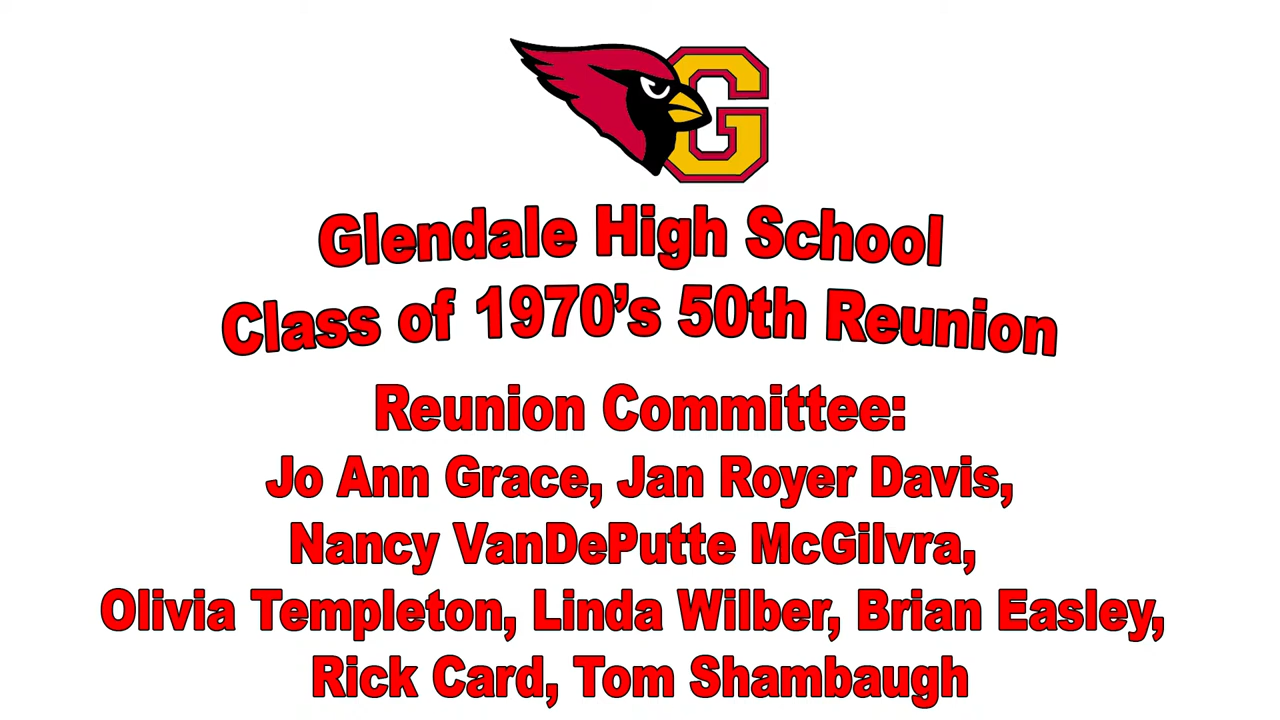 G
Glendale High School
Class of 1970’s 50th Reunion
Reunion Committee:
Jo Ann Grace, Jan Royer Davis,
Nancy VanDePutte McGilvra,
Olivia Templeton, Linda Wilber, Brian Easley,
Rick Card, Tom Shambaugh